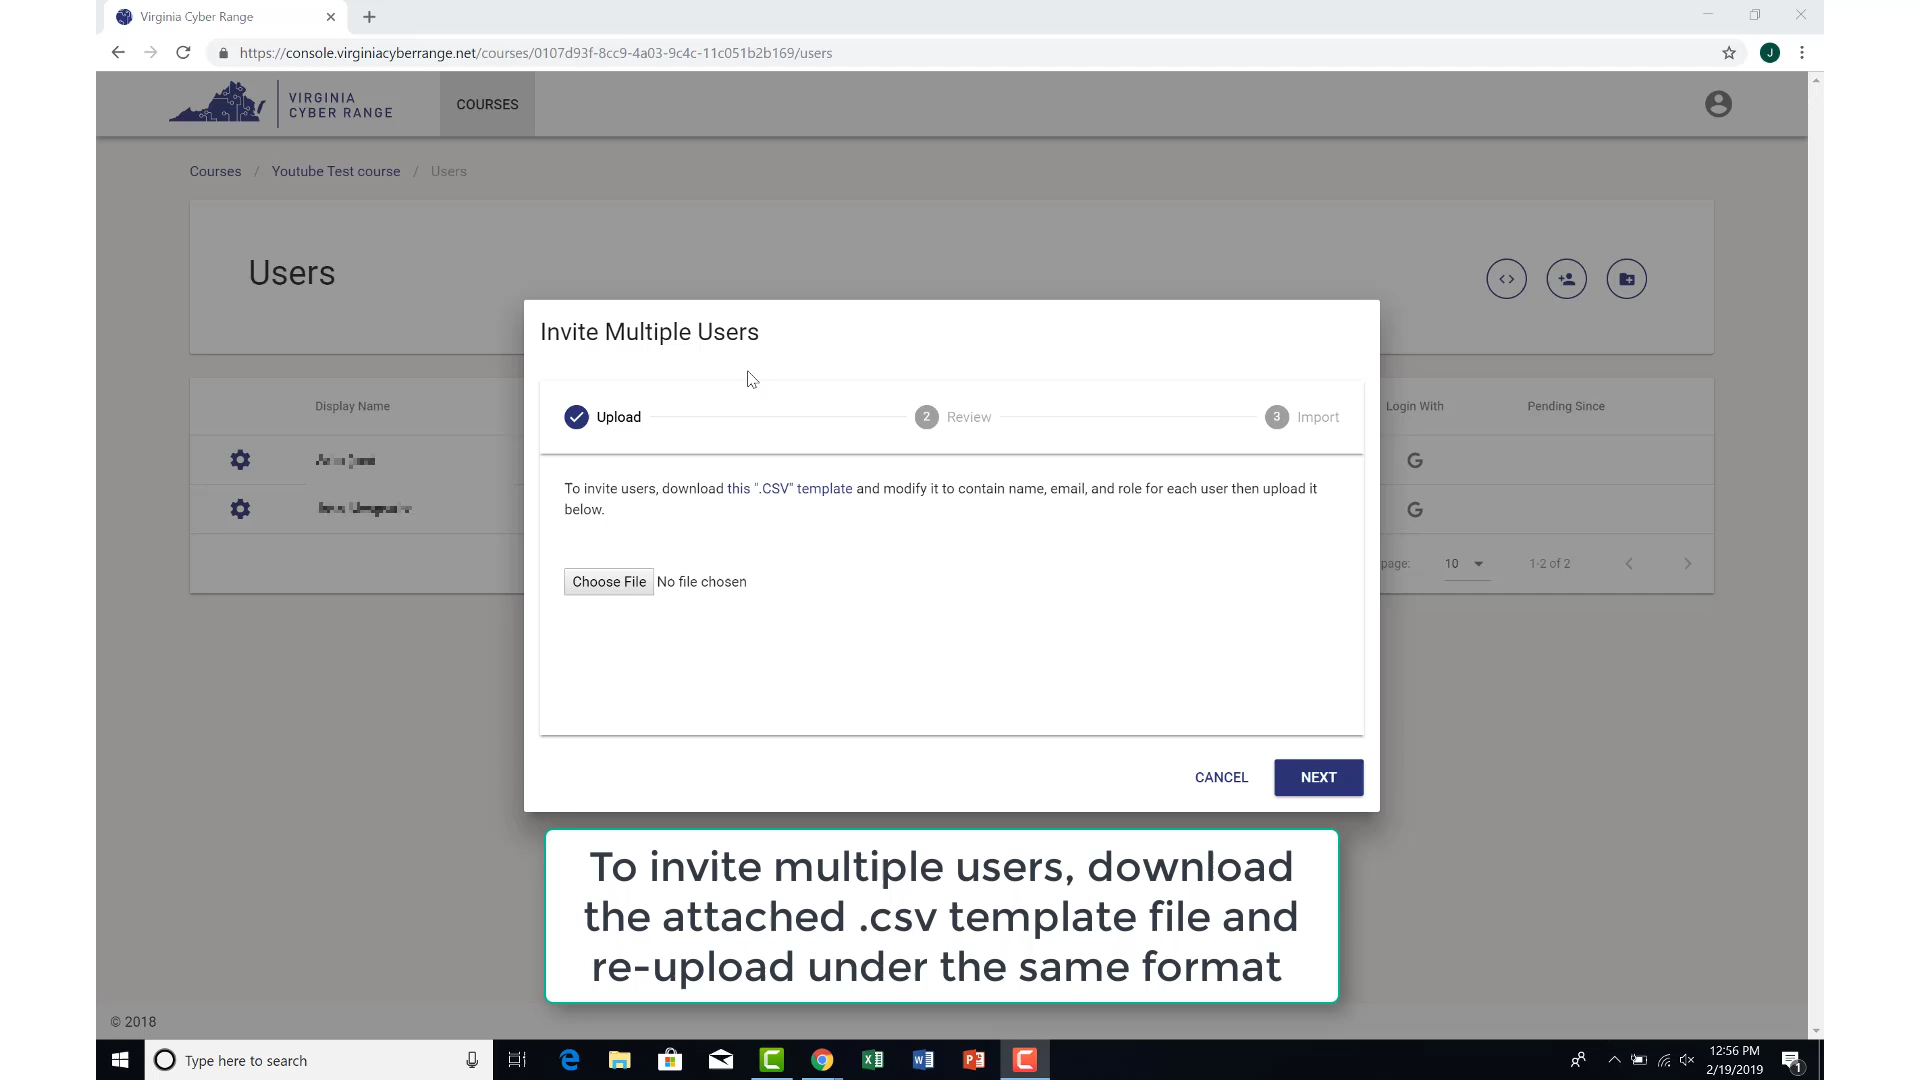 Virginia Cyber Range
https://console.virginiacyberrange.net/courses/0107d93f-8cc9-4a03-9c4c-11c051b2b169/users
J
VIRGINIA
CYBER RANGE
COURSES
Courses / Youtube Test course / Users
Users
Invite Multiple Users
Upload
2 Review
3 Import
To invite users, download this ".CSV" template and modify it to contain name, email, and role for each user then upload it
below.
Choose File No file chosen
CANCEL
NEXT
Display Name
Login With
Pending Since
G
G
page:
10
1-2 of 2
To invite multiple users, download
the attached .csv template file and
re-upload under the same format
© 2018
Type here to search
12:56 PM
2/19/2019
1